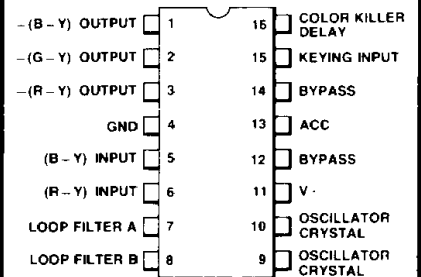 -(B - Y) OUTPUT 1
-(G - Y) OUTPUT 2
-(R - Y) OUTPUT 3
GND 4
(B - Y) INPUT 5
(R - Y) INPUT 6
LOOP FILTER A 7
LOOP FILTER B 8
16 COLOR KILLER
DELAY
15 KEYING INPUT
14 BYPASS
13 ACC
12 BYPASS
11 V -
10 OSCILLATOR
CRYSTAL
9 OSCILLATOR
CRYSTAL